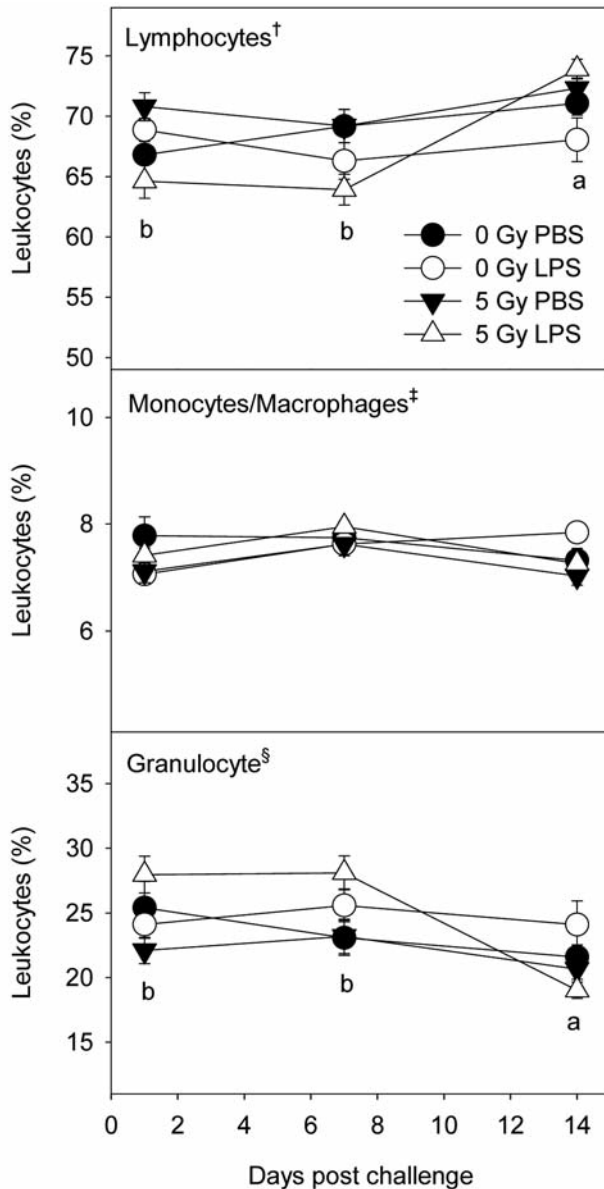 Lymphocytes†
75
70
65
60
55
50
Leukocytes (%)
b b a
0 Gy PBS
0 Gy LPS
5 Gy PBS
5 Gy LPS
Monocytes/Macrophages‡
10
8
6
Leukocytes (%)
Granulocyte§
35
30
25
20
15
Leukocytes (%)
b b a
0 2 4 6 8 10 12 14
Days post challenge